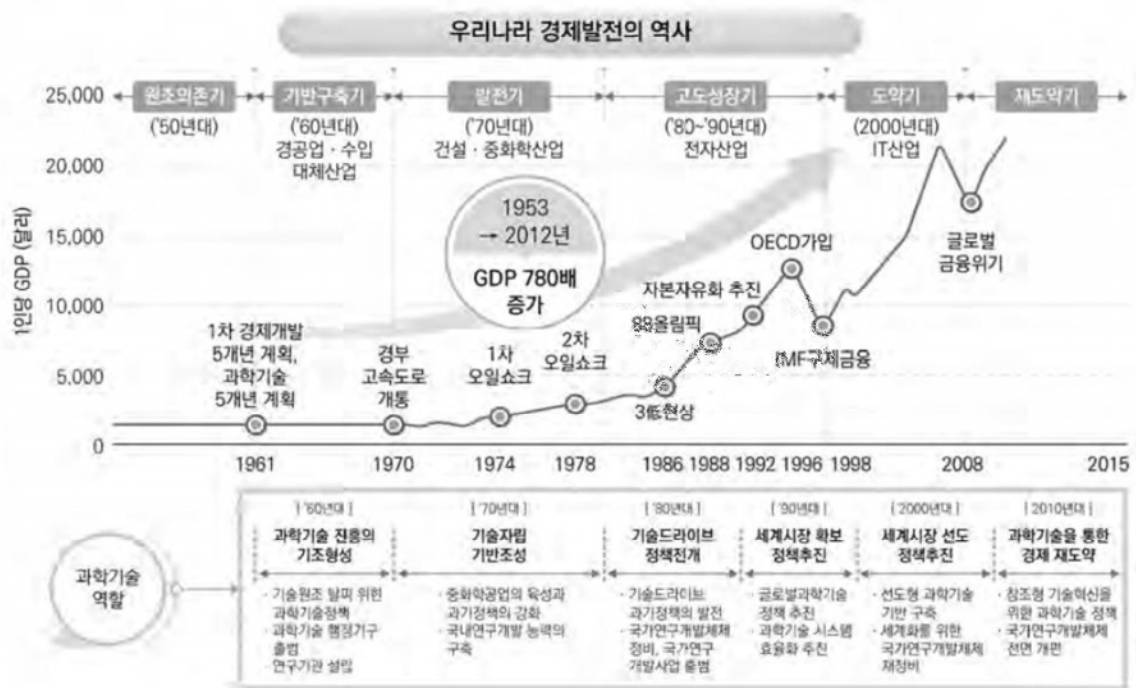 우리나라 경제발전의 역사
원조의존기 기반구축기 발전기 고도성장기 도약기 재도약기
('50년대) ('60년대) ('70년대) ('80~'90년대) (2000년대)
경공업·수입 건설·중화학산업 전자산업 IT산업
대체산업
25,000
20,000
15,000
10,000
5,000
0
1인당 GDP (달러)
1953
→ 2012년
GDP 780배
증가
1차 경제개발
5개년 계획,
과학기술
5개년 계획
경부
고속도로
개통
1차
오일쇼크
2차
오일쇼크
3低현상
88올림픽
자본자유화 추진
OECD가입
IMF구제금융
글로벌
금융위기
1961 1970 1974 1978 1986 1988 1992 1996 1998 2008 2015
과학기술
역할
['60년대]
과학기술 진흥의
기조형성
·기술원조 탈피 위한
과학기술정책
·과학기술 행정기구
출범
·연구기관 설립
['70년대]
기술자립
기반조성
·중화학공업의 육성과
과기정책의 강화
·국내연구개발 능력의
구축
['80년대]
기술드라이브
정책전개
·기술드라이브
과기정책의 발전
·국가연구개발체제
정비, 국가연구
개발사업 출범
['90년대]
세계시장 확보
정책추진
·글로벌과학기술
정책 추진
·과학기술 시스템
효율화 추진
[2000년대]
세계시장 선도
정책추진
·선도형 과학기술
기반 구축
·세계화를 위한
국가연구개발체제
재정비
[2010년대]
과학기술을 통한
경제 재도약
·창조형 기술혁신을
위한 과학기술 정책
·국가연구개발체제
전면 개편